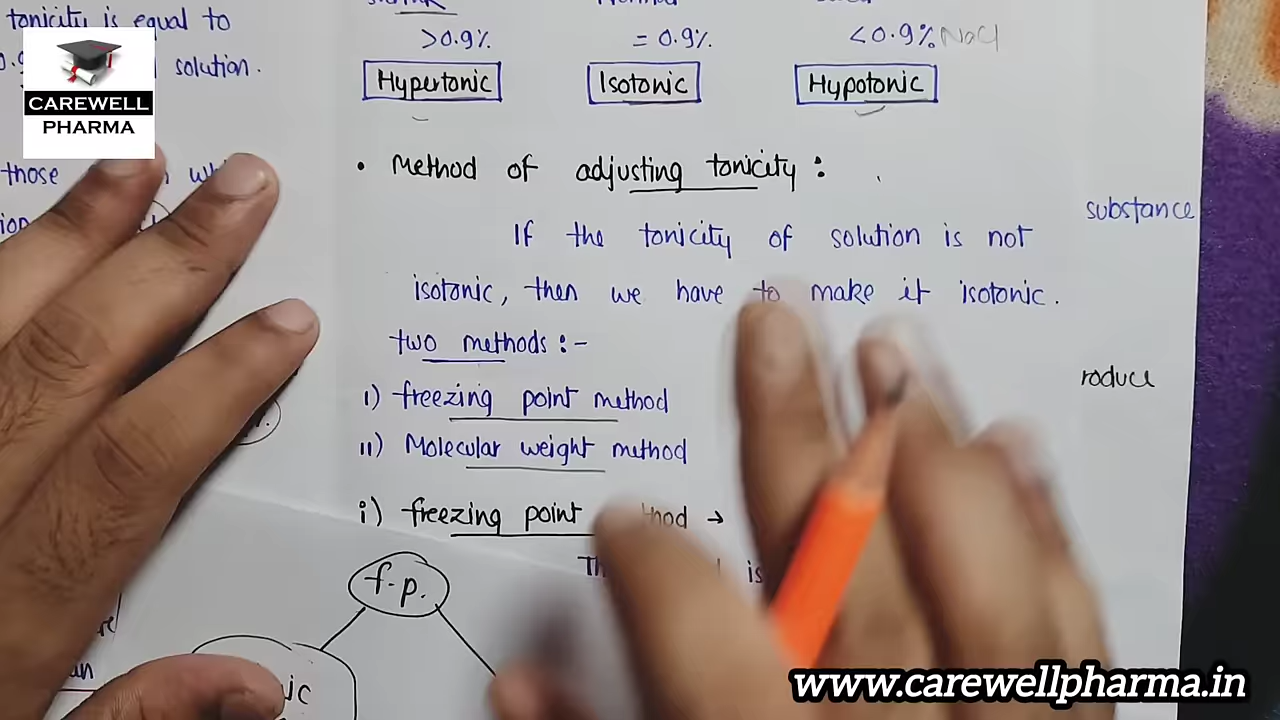 tonicity is equal to
solution.
>0.9%. = 0.9%. <0.9% NaCl
Hypertonic Isotonic Hypotonic
CAREWELL
PHARMA
those
• Method of adjusting tonicity :
substance
If the tonicity of solution is not
isotonic, then we have to make it isotonic.
two methods :-
roduce
i) freezing point method
ii) Molecular weight method
i) freezing point →
is
f.p.
www.carewellpharma.in